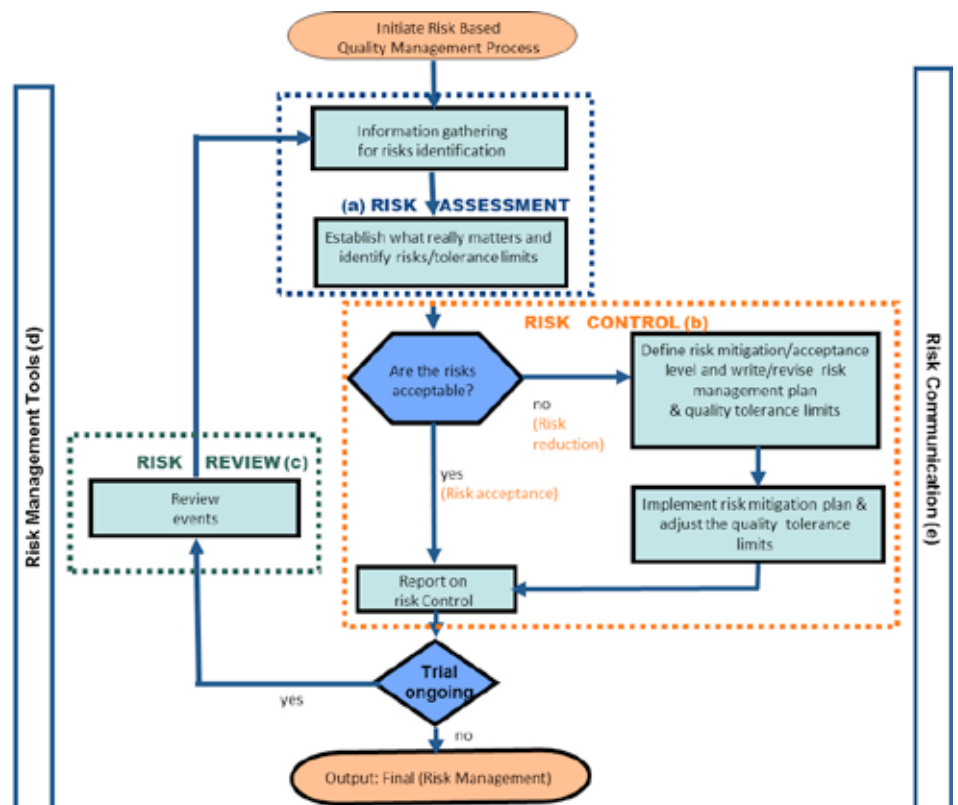 Initiate Risk Based
Quality Management Process
Information gathering
for risks identification
(a) RISK ASSESSMENT
Establish what really matters and
identify risks/tolerance limits
RISK CONTROL (b)
Are the risks
acceptable?
Define risk mitigation/acceptance
level and write/revise risk
management plan
& quality tolerance limits
no
(Risk
reduction)
yes
(Risk acceptance)
Implement risk mitigation plan &
adjust the quality tolerance
limits
Report on
risk Control
RISK REVIEW (c)
Review
events
Trial
ongoing
yes
no
Output: Final (Risk Management)
Risk Management Tools (d)
Risk Communication (e)